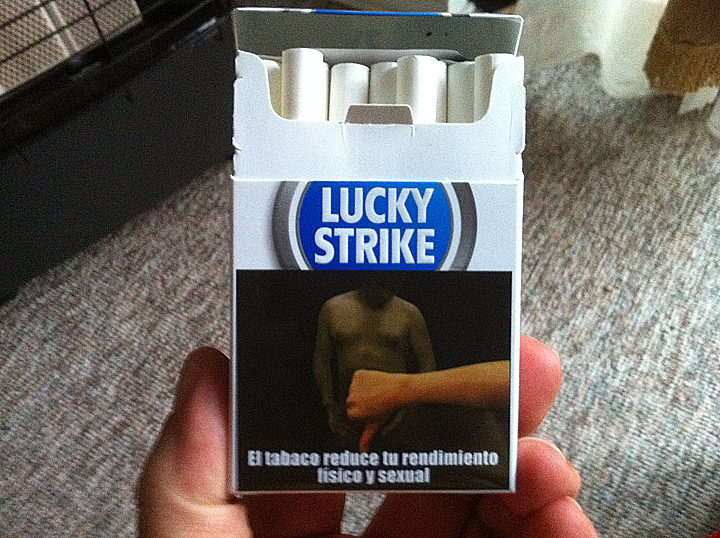 LUCKY
STRIKE
El tabaco reduce tu rendimiento
físico y sexual